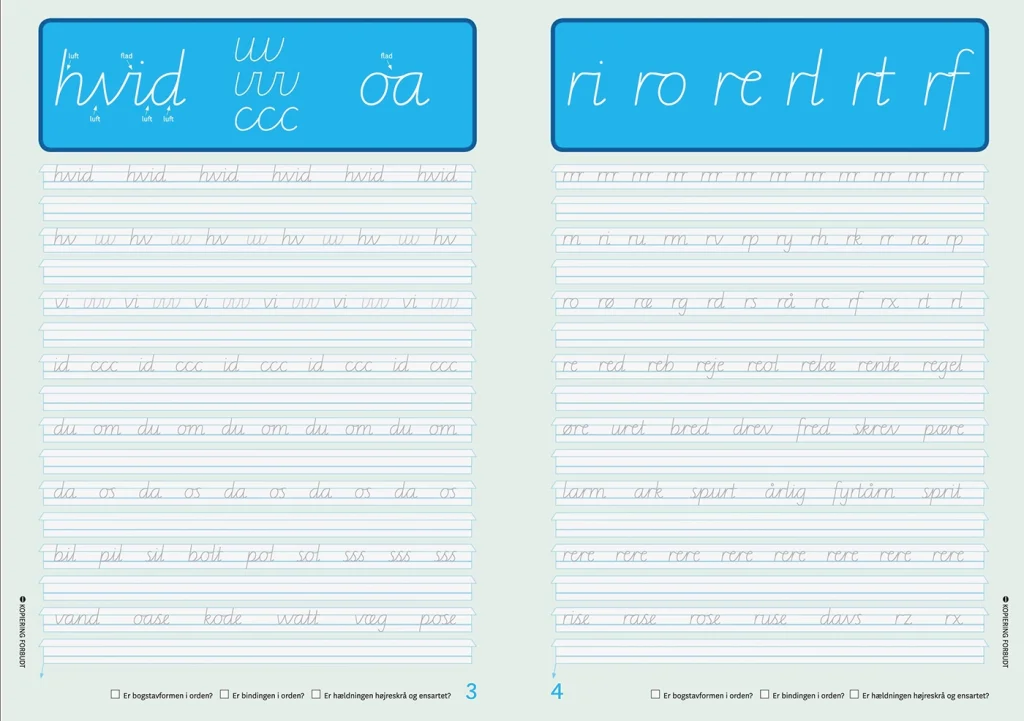 luft flad uu flad
hvid vvv oa
luft luft luft ccc
hvid hvid hvid hvid hvid hvid
hv uu hv uu hv uu hv uu hv uu hv
vi vvv vi vvv vi vvv vi vvv vi vvv vi vvv
id ccc id ccc id ccc id ccc id ccc
du om du om du om du om du om
da os da os da os da os da os
bil pil sil bolt pol sol sss sss sss
vand oase kode watt væg pose
KOPIERING FORBUDT
Er bogstavformen i orden? Er bindingen i orden? Er hældningen højreskrå og ensartet? 3
ri ro re rl rt rf
rrr rrr rrr rrr rrr rrr rrr rrr rrr rrr rrr rrr
rn ri ru rm rv rp ry rh rk rr ra rp
ro rø ræ rg rd rs rå rc rf rx rt rl
re red reb reje reol relæ rente regel
øre uret bred drev fred skrev pære
larm ark spurt årlig fyrtårn sprit
rere rere rere rere rere rere rere rere
rise rase rose ruse davs rz rx
KOPIERING FORBUDT
4 Er bogstavformen i orden? Er bindingen i orden? Er hældningen højreskrå og ensartet?